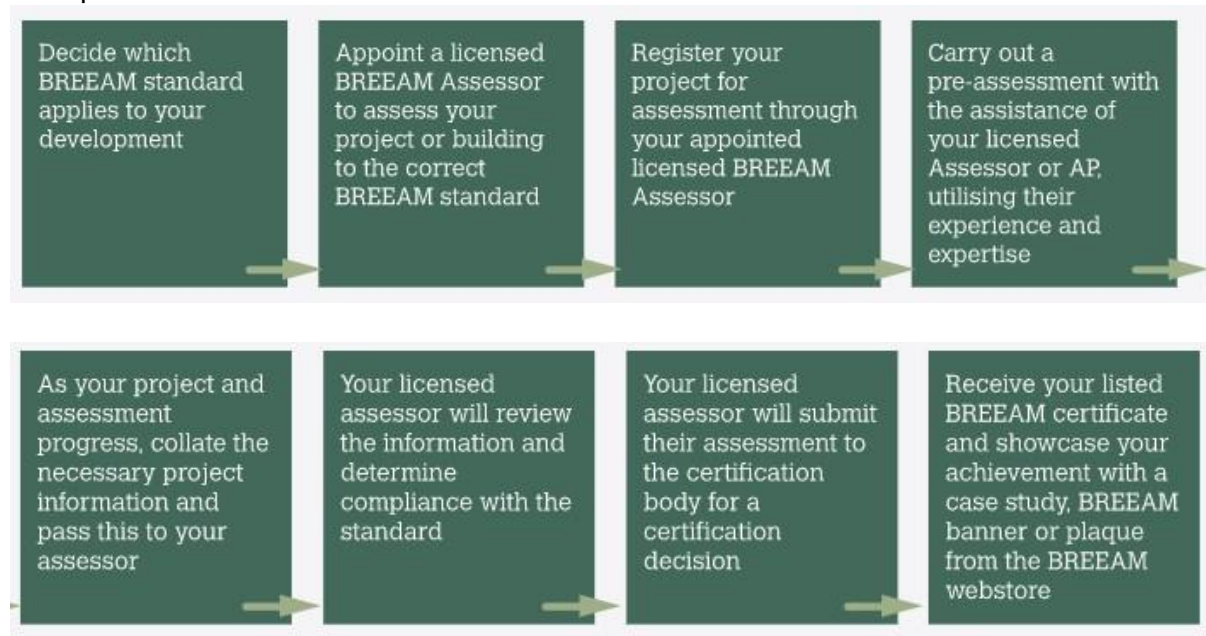 Decide which
BREEAM standard
applies to your
development
Appoint a licensed
BREEAM Assessor
to assess your
project or building
to the correct
BREEAM standard
Register your
project for
assessment through
your appointed
licensed BREEAM
Assessor
Carry out a
pre-assessment with
the assistance of
your licensed
Assessor or AP,
utilising their
experience and
expertise
As your project and
assessment
progress, collate the
necessary project
information and
pass this to your
assessor
Your licensed
assessor will review
the information and
determine
compliance with the
standard
Your licensed
assessor will submit
their assessment to
the certification
body for a
certification
decision
Receive your listed
BREEAM certificate
and showcase your
achievement with a
case study, BREEAM
banner or plaque
from the BREEAM
webstore